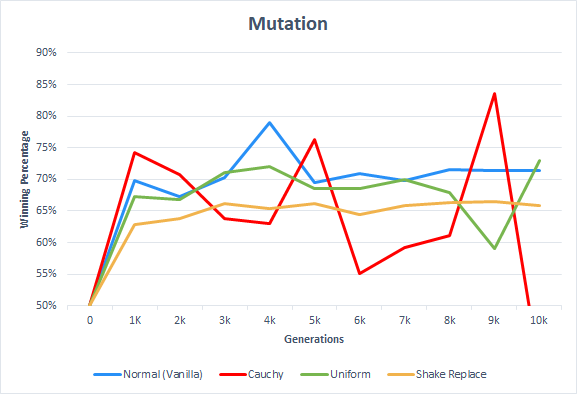 Mutation
90%
85%
80%
75%
70%
65%
60%
55%
50%
Winning Percentage
0 1K 2k 3k 4k 5k 6k 7k 8k 9k 10k
Generations
Normal (Vanilla) Cauchy Uniform Shake Replace